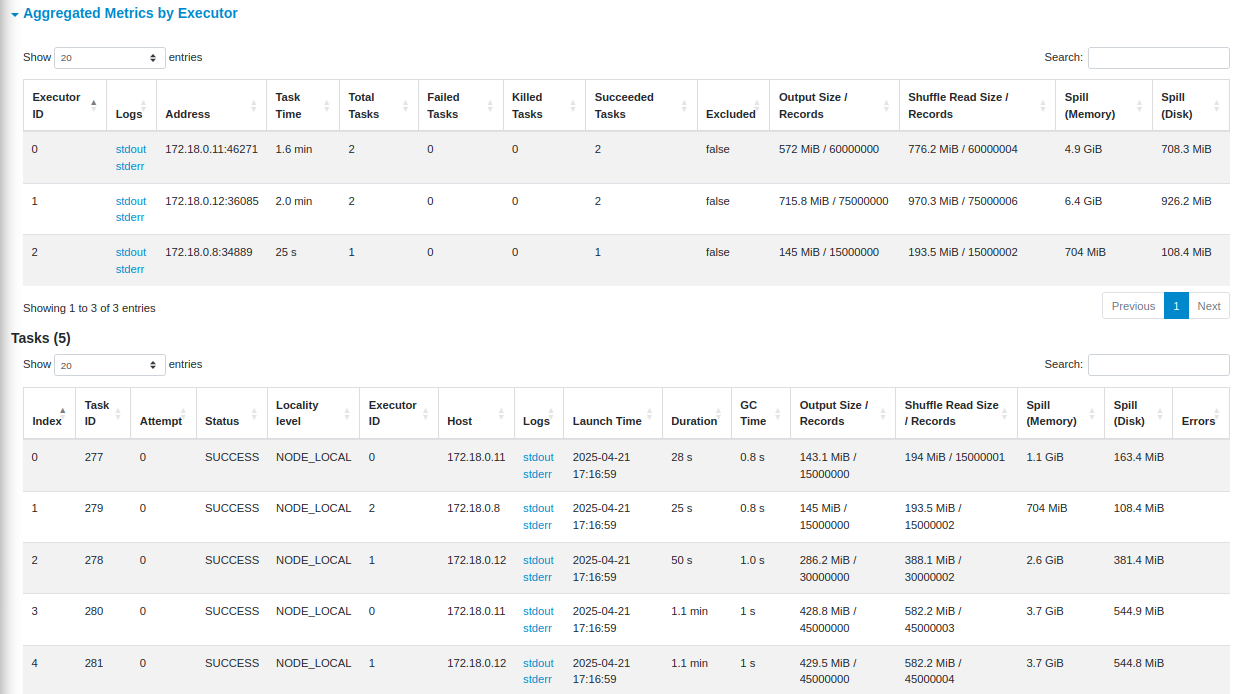 Aggregated Metrics by Executor
Show 20 entries Search:
Executor ID Logs Address Task Time Total Tasks Failed Tasks Killed Tasks Succeeded Tasks Excluded Output Size / Records Shuffle Read Size / Records Spill (Memory) Spill (Disk)
0 stdout stderr 172.18.0.11:46271 1.6 min 2 0 0 2 false 572 MiB / 60000000 776.2 MiB / 60000004 4.9 GiB 708.3 MiB
1 stdout stderr 172.18.0.12:36085 2.0 min 2 0 0 2 false 715.8 MiB / 75000000 970.3 MiB / 75000006 6.4 GiB 926.2 MiB
2 stdout stderr 172.18.0.8:34889 25 s 1 0 0 1 false 145 MiB / 15000000 193.5 MiB / 15000002 704 MiB 108.4 MiB
Showing 1 to 3 of 3 entries Previous 1 Next
Tasks (5)
Show 20 entries Search:
Index Task ID Attempt Status Locality level Executor ID Host Logs Launch Time Duration GC Time Output Size / Records Shuffle Read Size / Records Spill (Memory) Spill (Disk) Errors
0 277 0 SUCCESS NODE_LOCAL 0 172.18.0.11 stdout stderr 2025-04-21 17:16:59 28 s 0.8 s 143.1 MiB / 15000000 194 MiB / 15000001 1.1 GiB 163.4 MiB
1 279 0 SUCCESS NODE_LOCAL 2 172.18.0.8 stdout stderr 2025-04-21 17:16:59 25 s 0.8 s 145 MiB / 15000000 193.5 MiB / 15000002 704 MiB 108.4 MiB
2 278 0 SUCCESS NODE_LOCAL 1 172.18.0.12 stdout stderr 2025-04-21 17:16:59 50 s 1.0 s 286.2 MiB / 30000000 388.1 MiB / 30000002 2.6 GiB 381.4 MiB
3 280 0 SUCCESS NODE_LOCAL 0 172.18.0.11 stdout stderr 2025-04-21 17:16:59 1.1 min 1 s 428.8 MiB / 45000000 582.2 MiB / 45000003 3.7 GiB 544.9 MiB
4 281 0 SUCCESS NODE_LOCAL 1 172.18.0.12 stdout stderr 2025-04-21 17:16:59 1.1 min 1 s 429.5 MiB / 45000000 582.2 MiB / 45000004 3.7 GiB 544.8 MiB